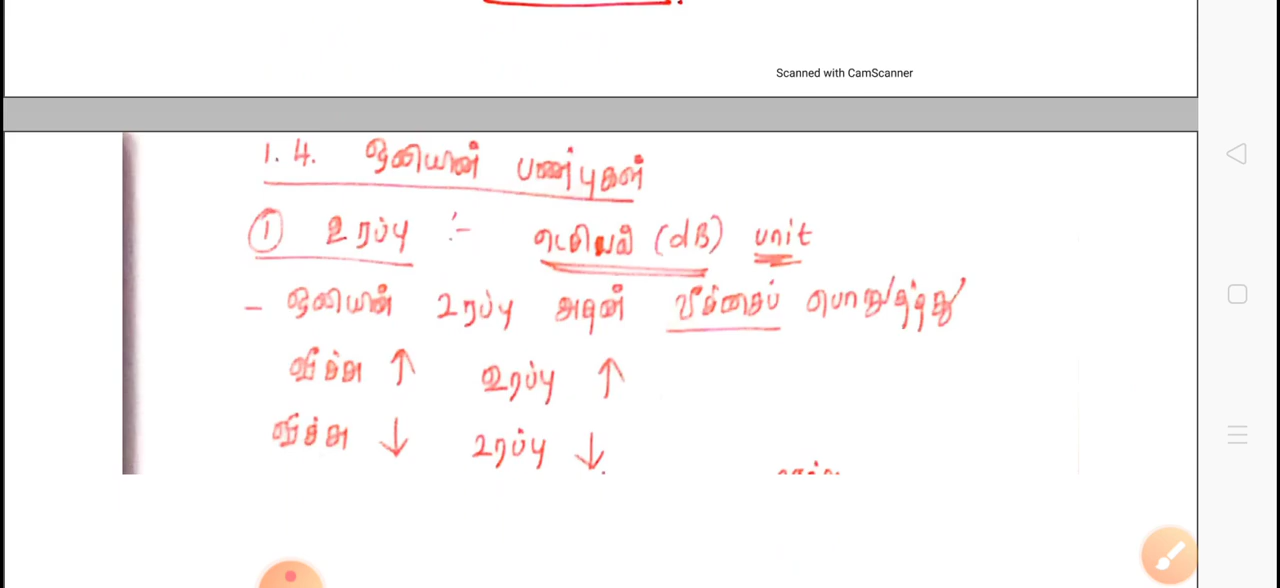 Scanned with CamScanner
1.4. ஒலியின் பண்புகள்
① உரப்பு :- டெசிபல் (dB) unit
- ஒலியின் உரப்பு அதன் வீச்சைப் பொறுத்தது
வீச்சு ↑ உரப்பு ↑
வீச்சு ↓ உரப்பு ↓